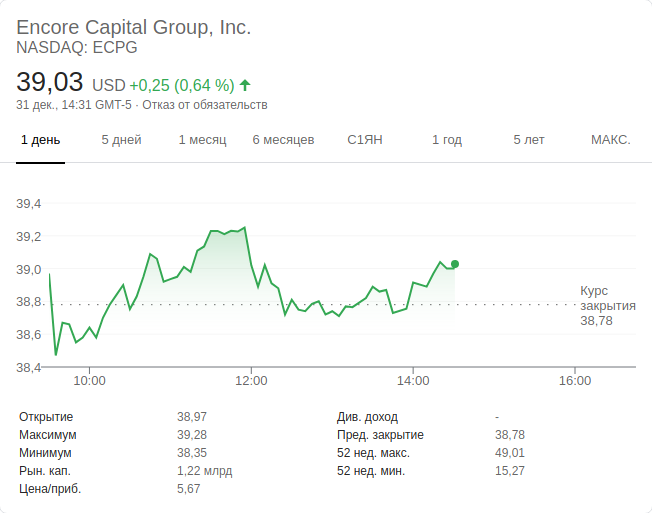 Encore Capital Group, Inc.
NASDAQ: ECPG
39,03 USD +0,25 (0,64 %)
31 дек., 14:31 GMT-5 · Отказ от обязательств
1 день 5 дней 1 месяц 6 месяцев С1ЯН 1 год 5 лет МАКС.
39,4
39,2
39,0
38,8
38,6
38,4
Курс
закрытия
38,78
10:00 12:00 14:00 16:00
Открытие 38,97 Див. доход -
Максимум 39,28 Пред. закрытие 38,78
Минимум 38,35 52 нед. макс. 49,01
Рын. кап. 1,22 млрд 52 нед. мин. 15,27
Цена/приб. 5,67